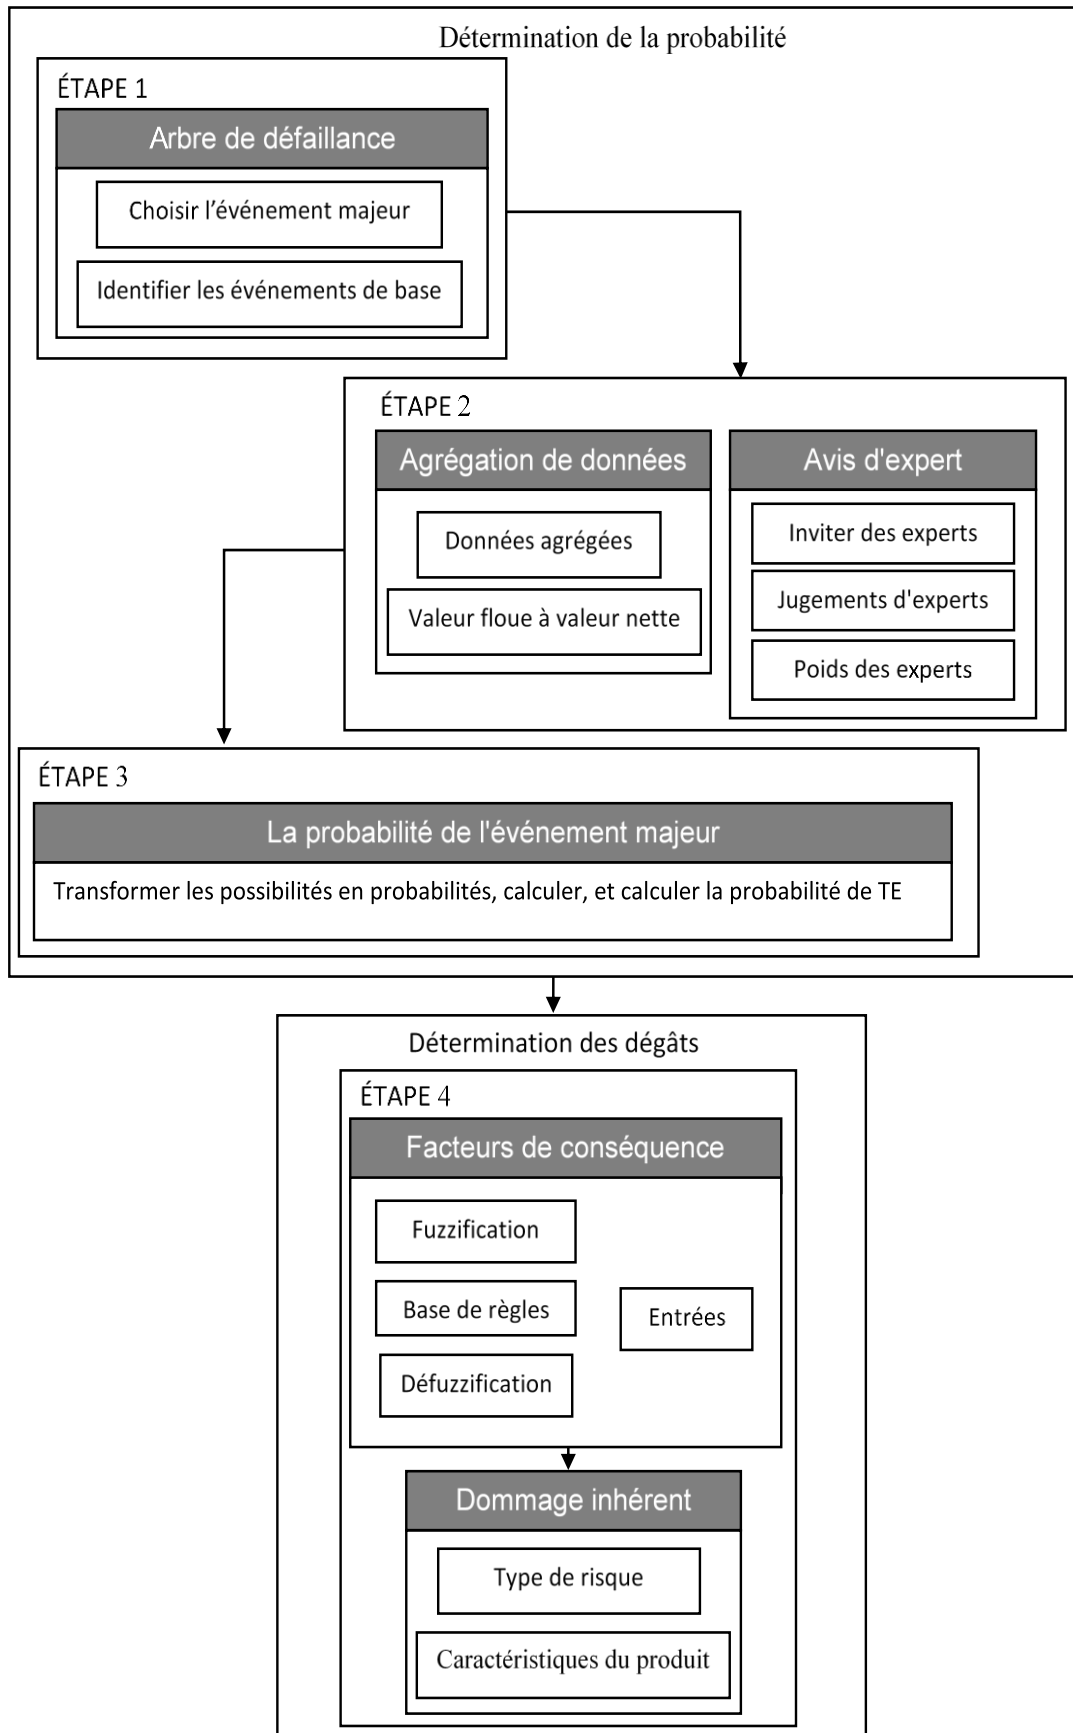 Détermination de la probabilité
ÉTAPE 1
Arbre de défaillance
Choisir l’événement majeur
Identifier les événements de base
ÉTAPE 2
Agrégation de données
Données agrégées
Valeur floue à valeur nette
Avis d'expert
Inviter des experts
Jugements d'experts
Poids des experts
ÉTAPE 3
La probabilité de l'événement majeur
Transformer les possibilités en probabilités, calculer, et calculer la probabilité de TE
Détermination des dégâts
ÉTAPE 4
Facteurs de conséquence
Fuzzification
Base de règles
Défuzzification
Entrées
Dommage inhérent
Type de risque
Caractéristiques du produit